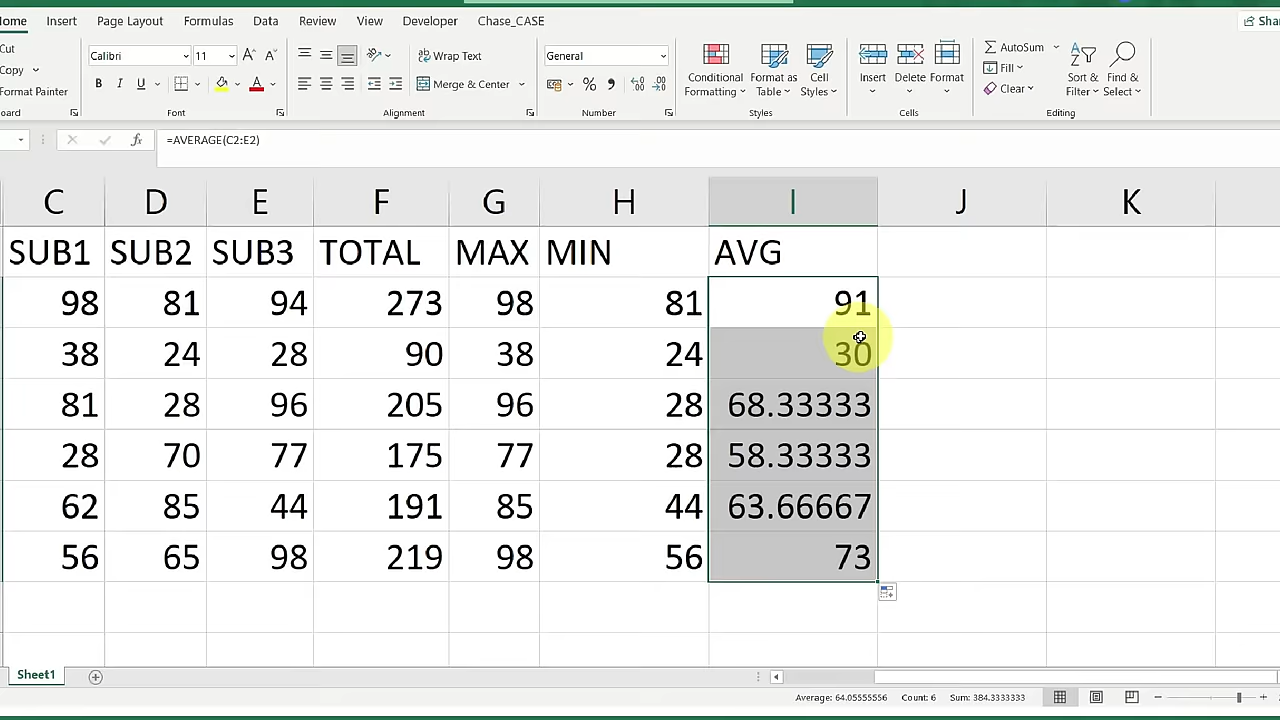 Home Insert Page Layout Formulas Data Review View Developer Chase_CASE Shar
Cut
Copy
Format Painter
oard
Calibri 11
B I U A
Font
Wrap Text
Merge & Center
Alignment
General
% 9
Number
Conditional Formatting
Format as Table
Cell Styles
Styles
Insert Delete Format
Cells
AutoSum
Fill
Clear
Sort & Filter
Find & Select
Editing
fx =AVERAGE(C2:E2)
C D E F G H I J K
SUB1 SUB2 SUB3 TOTAL MAX MIN AVG
98 81 94 273 98 81 91
38 24 28 90 38 24 30
81 28 96 205 96 28 68.33333
28 70 77 175 77 28 58.33333
62 85 44 191 85 44 63.66667
56 65 98 219 98 56 73
Sheet1
Average: 64.05555556 Count: 6 Sum: 384.3333333